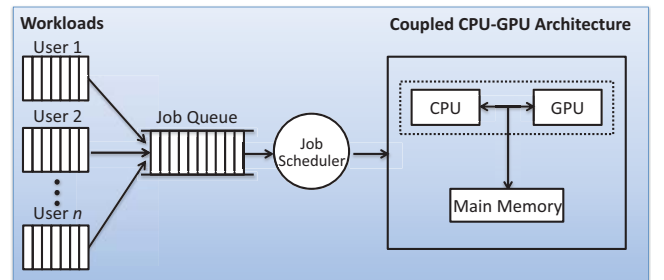 Workloads
Coupled CPU-GPU Architecture
User 1
User 2
User n
Job Queue
Job
Scheduler
CPU
GPU
Main Memory